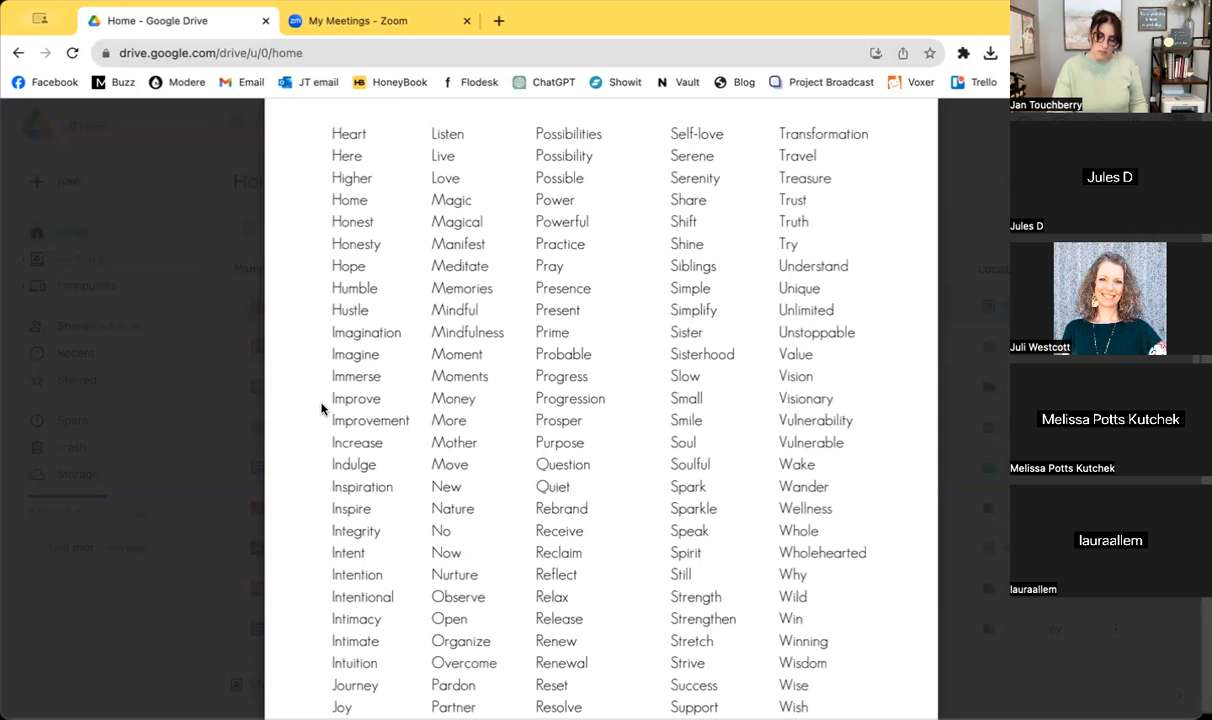 Home - Google Drive
My Meetings - Zoom
drive.google.com/drive/u/0/home
Facebook Buzz Modere Email JT email HoneyBook Flodesk ChatGPT Showit Vault Blog Project Broadcast Voxer Trello
Heart Listen Possibilities Self-love Transformation
Here Live Possibility Serene Travel
Higher Love Possible Serenity Treasure
Home Magic Power Share Trust
Honest Magical Powerful Shift Truth
Honesty Manifest Practice Shine Try
Hope Meditate Pray Siblings Understand
Humble Memories Presence Simple Unique
Hustle Mindful Present Simplify Unlimited
Imagination Mindfulness Prime Sister Unstoppable
Imagine Moment Probable Sisterhood Value
Immerse Moments Progress Slow Vision
Improve Money Progression Small Visionary
Improvement More Prosper Smile Vulnerability
Increase Mother Purpose Soul Vulnerable
Indulge Move Question Soulful Wake
Inspiration New Quiet Spark Wander
Inspire Nature Rebrand Sparkle Wellness
Integrity No Receive Speak Whole
Intent Now Reclaim Spirit Wholehearted
Intention Nurture Reflect Still Why
Intentional Observe Relax Strength Wild
Intimacy Open Release Strengthen Win
Intimate Organize Renew Stretch Winning
Intuition Overcome Renewal Strive Wisdom
Journey Pardon Reset Success Wise
Joy Partner Resolve Support Wish
New
Computers
Recent
Starred
Spam
Trash
Storage
Jan Touchberry
Jules D
Jules D
Juli Westcott
Melissa Potts Kutchek
Melissa Potts Kutchek
lauraallem
lauraallem